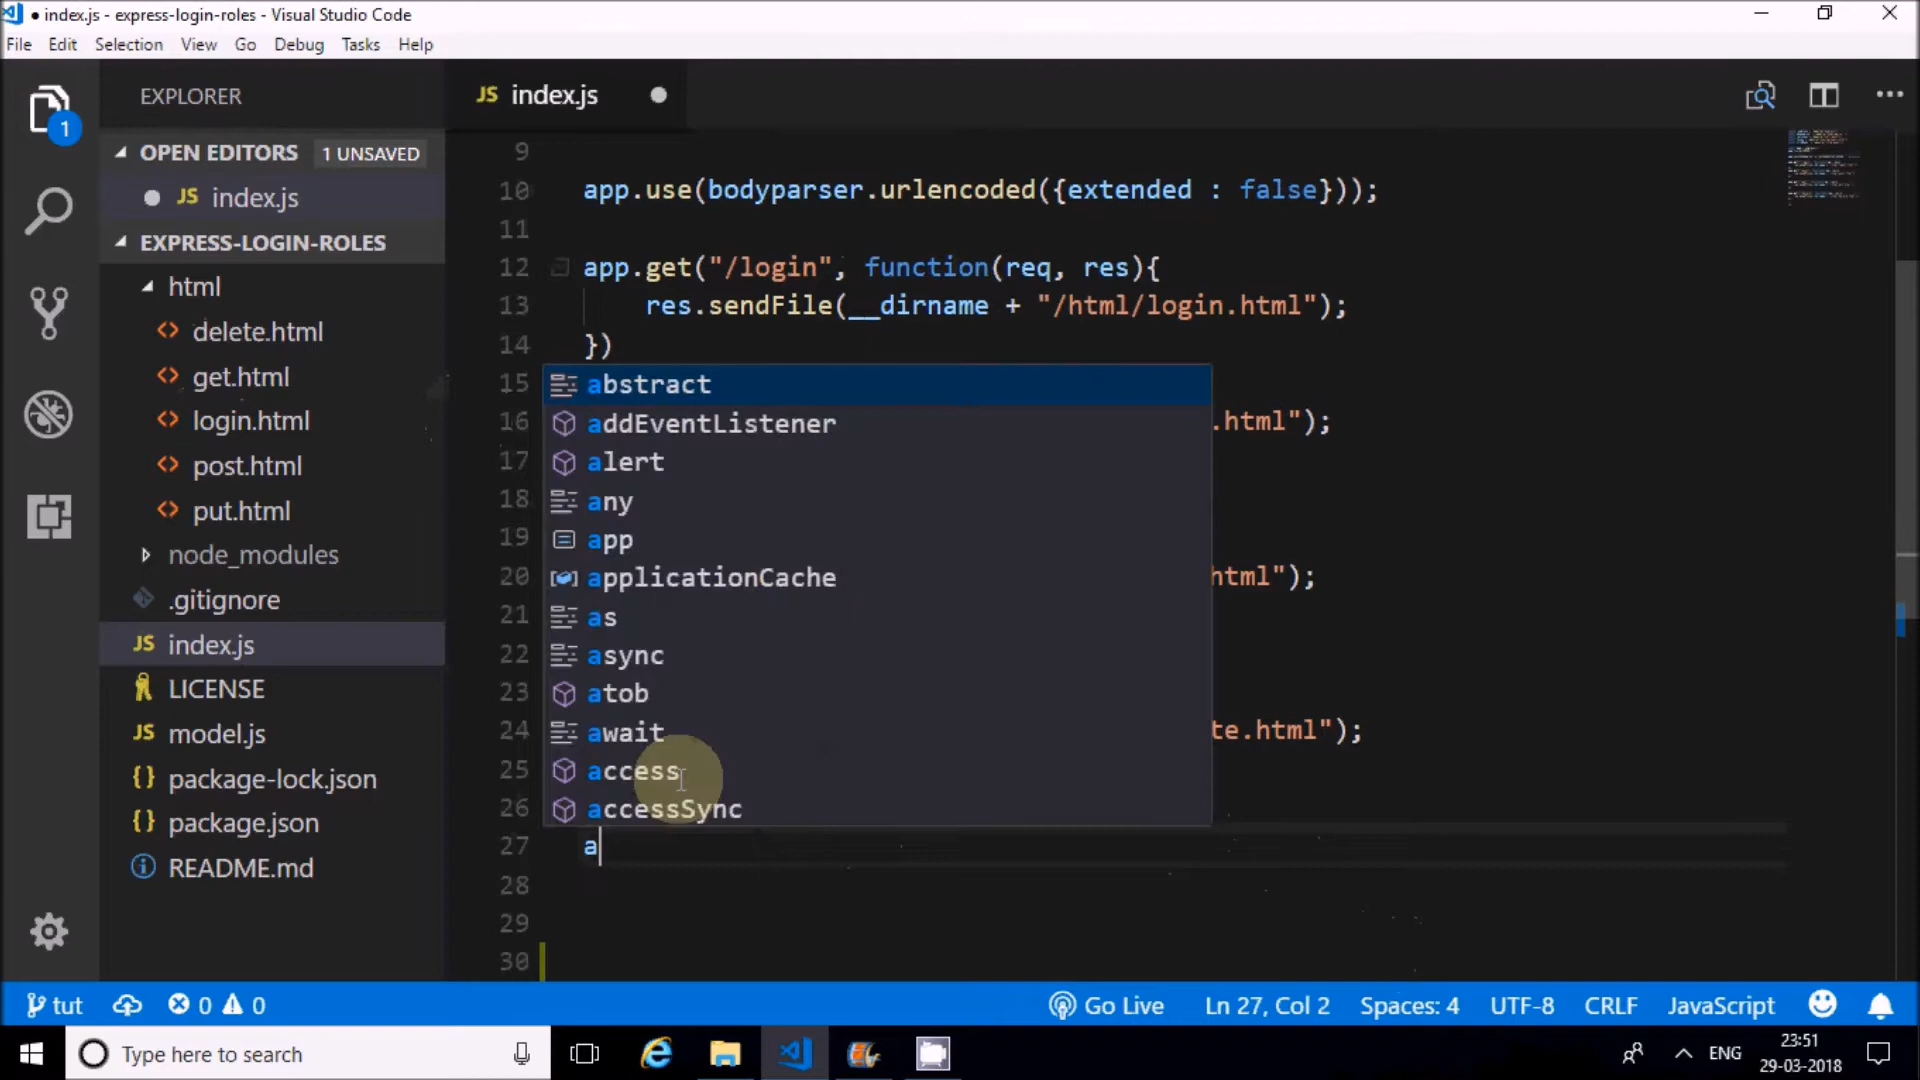 index.js - express-login-roles - Visual Studio Code
File Edit Selection View Go Debug Tasks Help
EXPLORER
JS index.js
1
OPEN EDITORS 1 UNSAVED
JS index.js
EXPRESS-LOGIN-ROLES
html
delete.html
get.html
login.html
post.html
put.html
node_modules
.gitignore
JS index.js
LICENSE
JS model.js
{} package-lock.json
{} package.json
README.md
9
10 app.use(bodyparser.urlencoded({extended : false}));
11
12 app.get("/login", function(req, res){
13 res.sendFile(__dirname + "/html/login.html");
14 })
15 abstract
addEventListener
16 .html");
17 alert
18 any
19 app
20 applicationCache html");
21 as
22 async
23 atob
24 await te.html");
25 access
26 accessSync
27 a
28
29
30
tut 0 0 Go Live Ln 27, Col 2 Spaces: 4 UTF-8 CRLF JavaScript
Type here to search ENG 23:51
29-03-2018